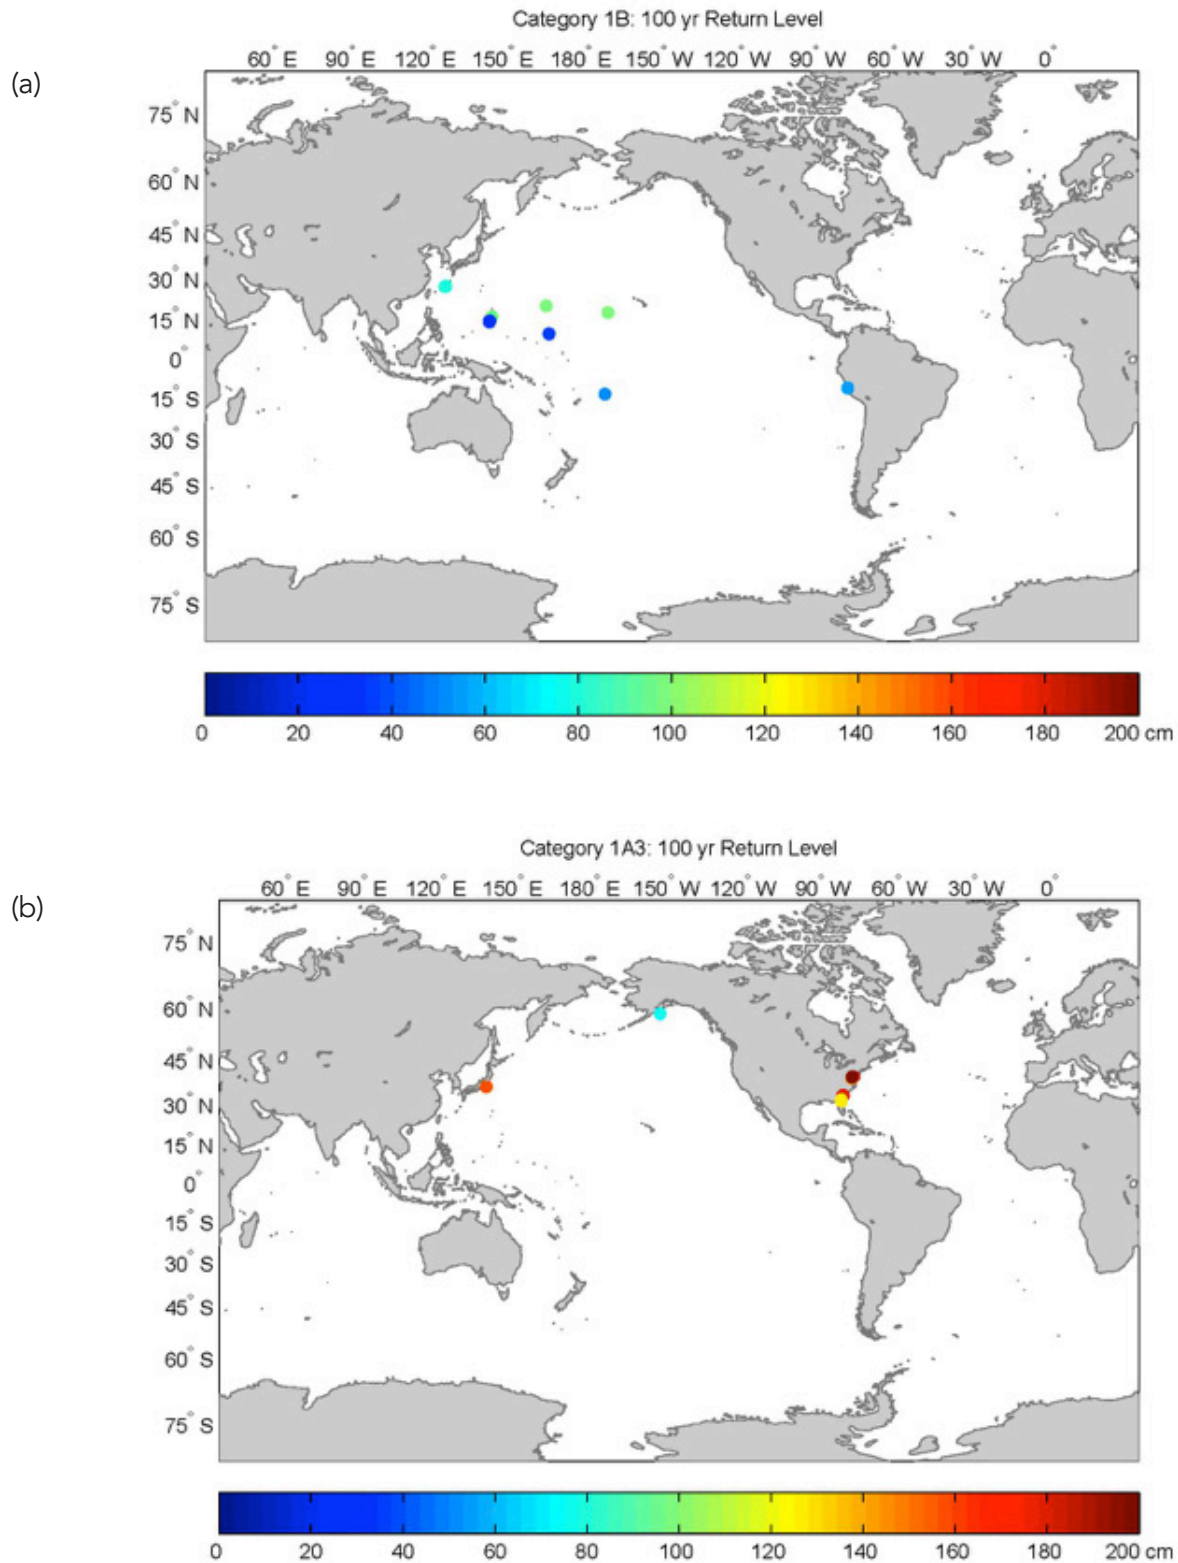 Category 1B: 100 yr Return Level
60° E 90° E 120° E 150° E 180° E 150° W 120° W 90° W 60° W 30° W 0°
(a)
75° N
60° N
45° N
30° N
15° N
0°
15° S
30° S
45° S
60° S
75° S
0 20 40 60 80 100 120 140 160 180 200 cm
Category 1A3: 100 yr Return Level
60° E 90° E 120° E 150° E 180° E 150° W 120° W 90° W 60° W 30° W 0°
(b)
75° N
60° N
45° N
30° N
15° N
0°
15° S
30° S
45° S
60° S
75° S
0 20 40 60 80 100 120 140 160 180 200 cm